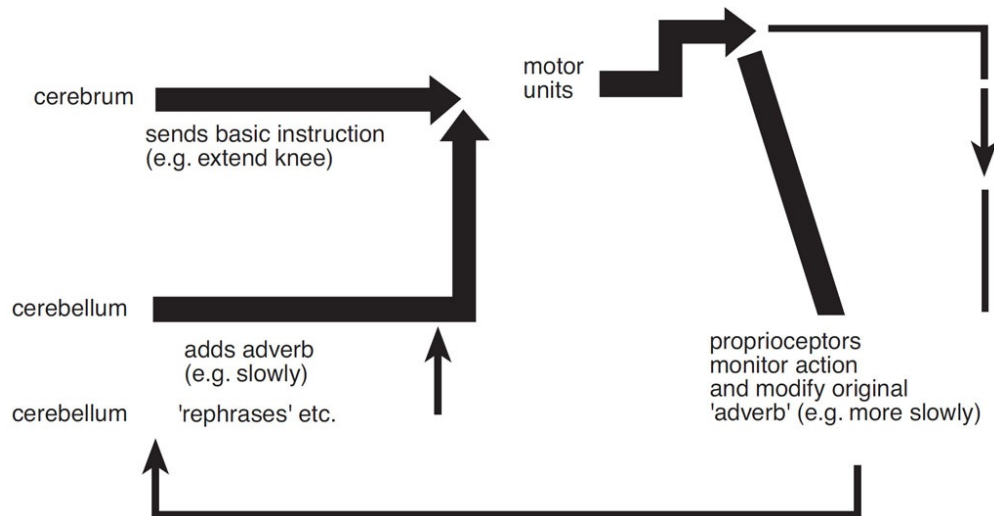 cerebrum
sends basic instruction
(e.g. extend knee)
motor
units
cerebellum
adds adverb
(e.g. slowly)
cerebellum 'rephrases' etc.
proprioceptors
monitor action
and modify original
'adverb' (e.g. more slowly)